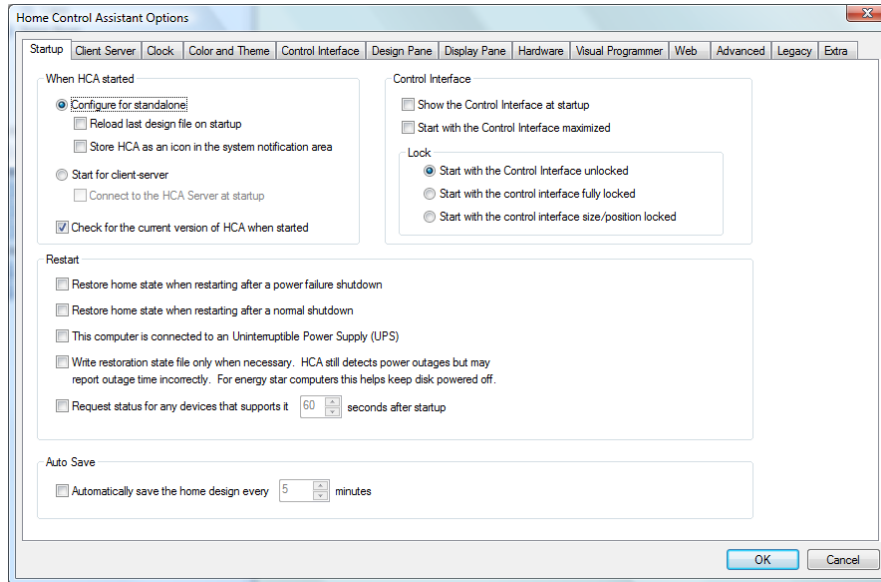 Home Control Assistant Options
Startup Client Server Clock Color and Theme Control Interface Design Pane Display Pane Hardware Visual Programmer Web Advanced Legacy Extra
When HCA started
Configure for standalone
Reload last design file on startup
Store HCA as an icon in the system notification area
Start for client-server
Connect to the HCA Server at startup
Check for the current version of HCA when started
Control Interface
Show the Control Interface at startup
Start with the Control Interface maximized
Lock
Start with the Control Interface unlocked
Start with the control interface fully locked
Start with the control interface size/position locked
Restart
Restore home state when restarting after a power failure shutdown
Restore home state when restarting after a normal shutdown
This computer is connected to an Uninterruptible Power Supply (UPS)
Write restoration state file only when necessary. HCA still detects power outages but may
report outage time incorrectly. For energy star computers this helps keep disk powered off.
Request status for any devices that supports it 60 seconds after startup
Auto Save
Automatically save the home design every 5 minutes
OK Cancel